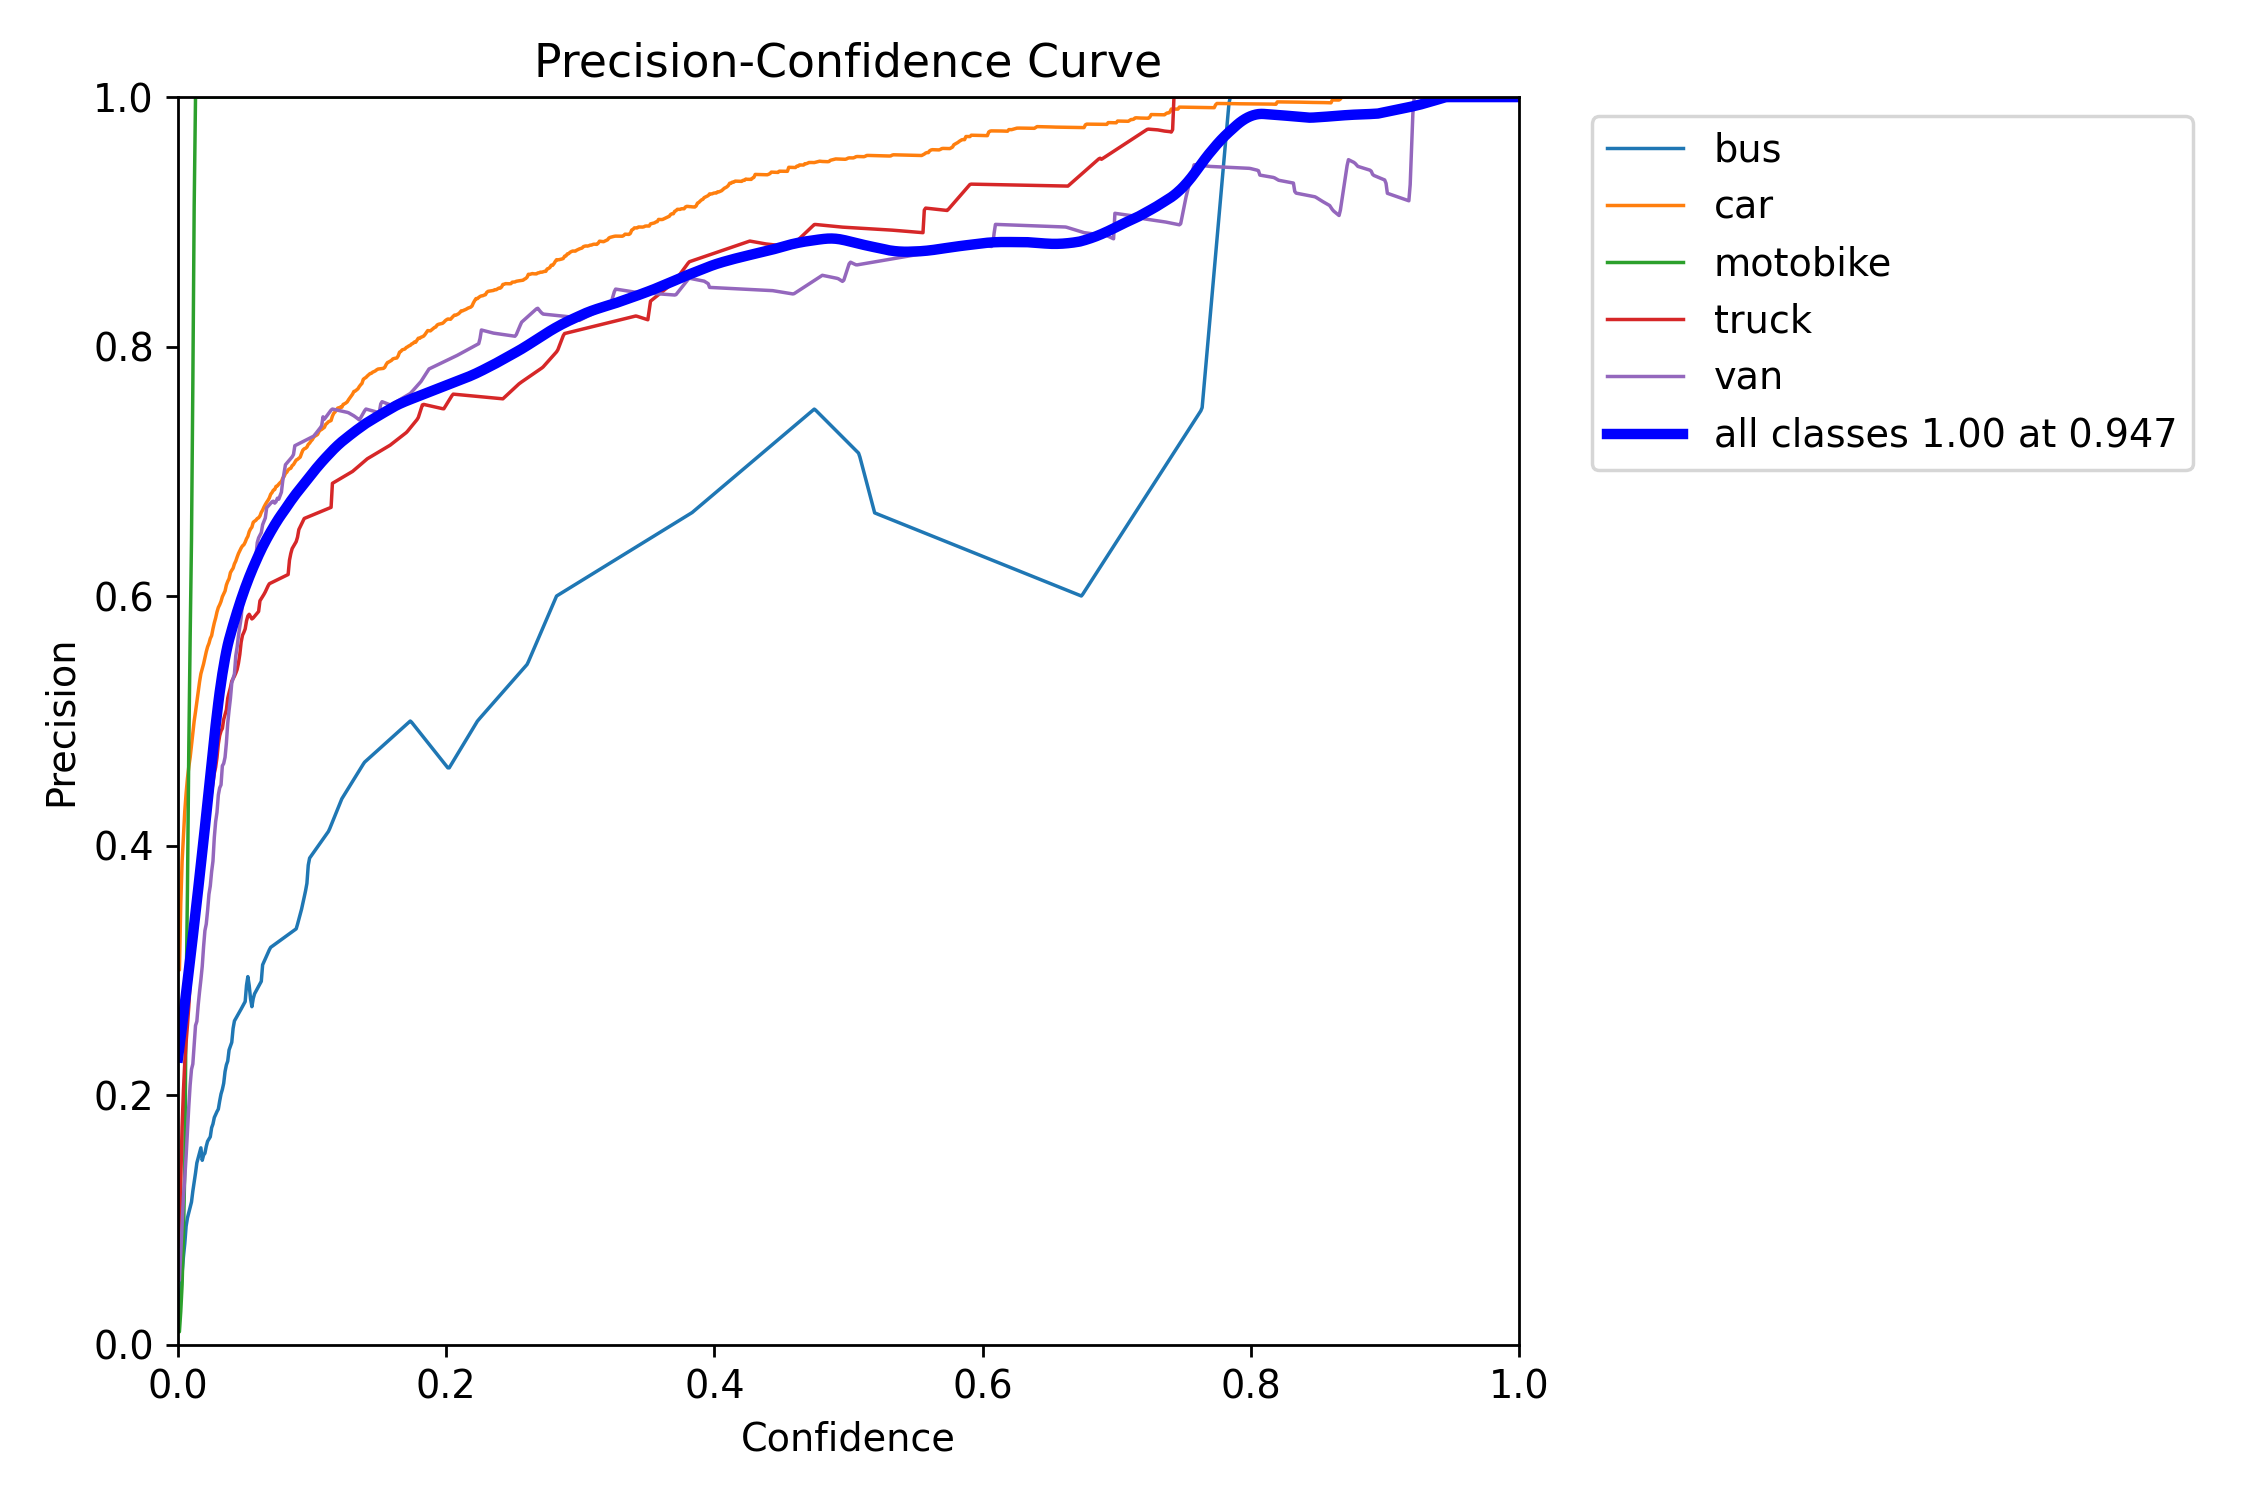 Precision-Confidence Curve
1.0
0.8
0.6
0.4
0.2
0.0
Precision
0.0 0.2 0.4 0.6 0.8 1.0
Confidence
bus
car
motobike
truck
van
all classes 1.00 at 0.947